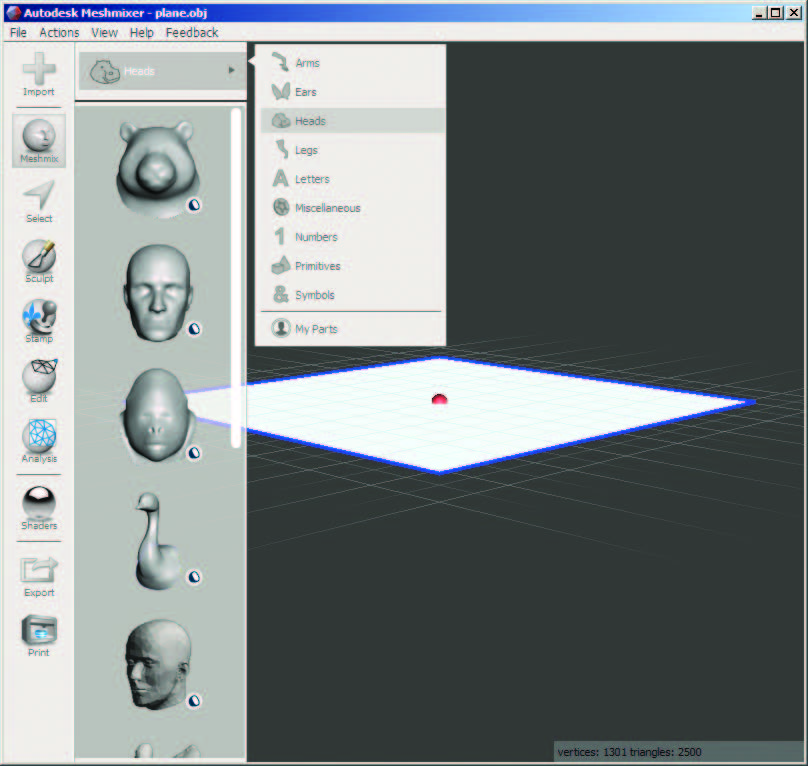 Autodesk Meshmixer - plane.obj
File Actions View Help Feedback
Import
Meshmix
Select
Sculpt
Stamp
Edit
Analysis
Shaders
Export
Print
Heads
Arms
Ears
Heads
Legs
Letters
Miscellaneous
Numbers
Primitives
Symbols
My Parts
vertices: 1301 triangles: 2500